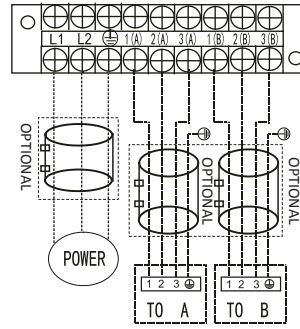 L1 L2 1(A) 2(A) 3(A) 1(B) 2(B) 3(B)
OPTIONAL
OPTIONAL
OPTIONAL
POWER
1 2 3
1 2 3
TO A
TO B